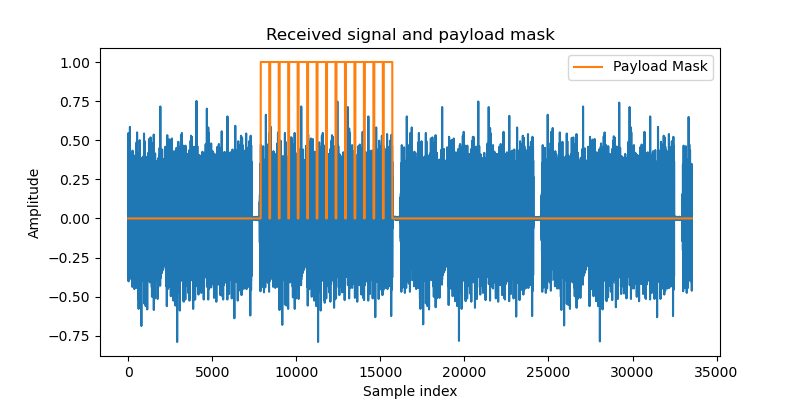 Received signal and payload mask
Payload Mask
1.00
0.75
0.50
0.25
0.00
−0.25
−0.50
−0.75
Amplitude
0 5000 10000 15000 20000 25000 30000 35000
Sample index